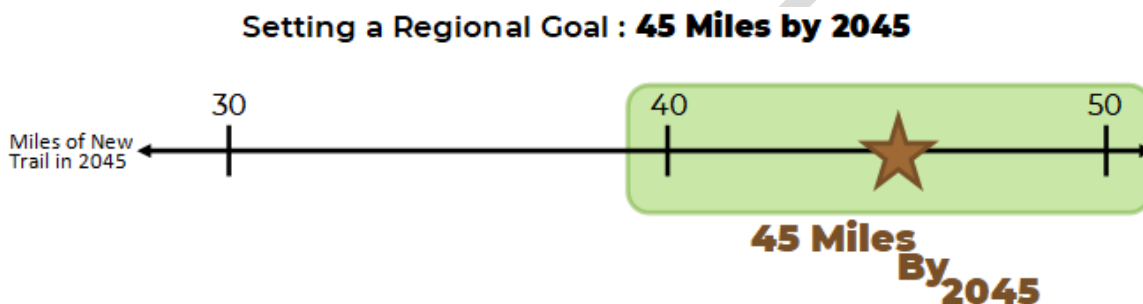 Setting a Regional Goal : 45 Miles by 2045
30
40
50
Miles of New
Trail in 2045
45 Miles
By
2045